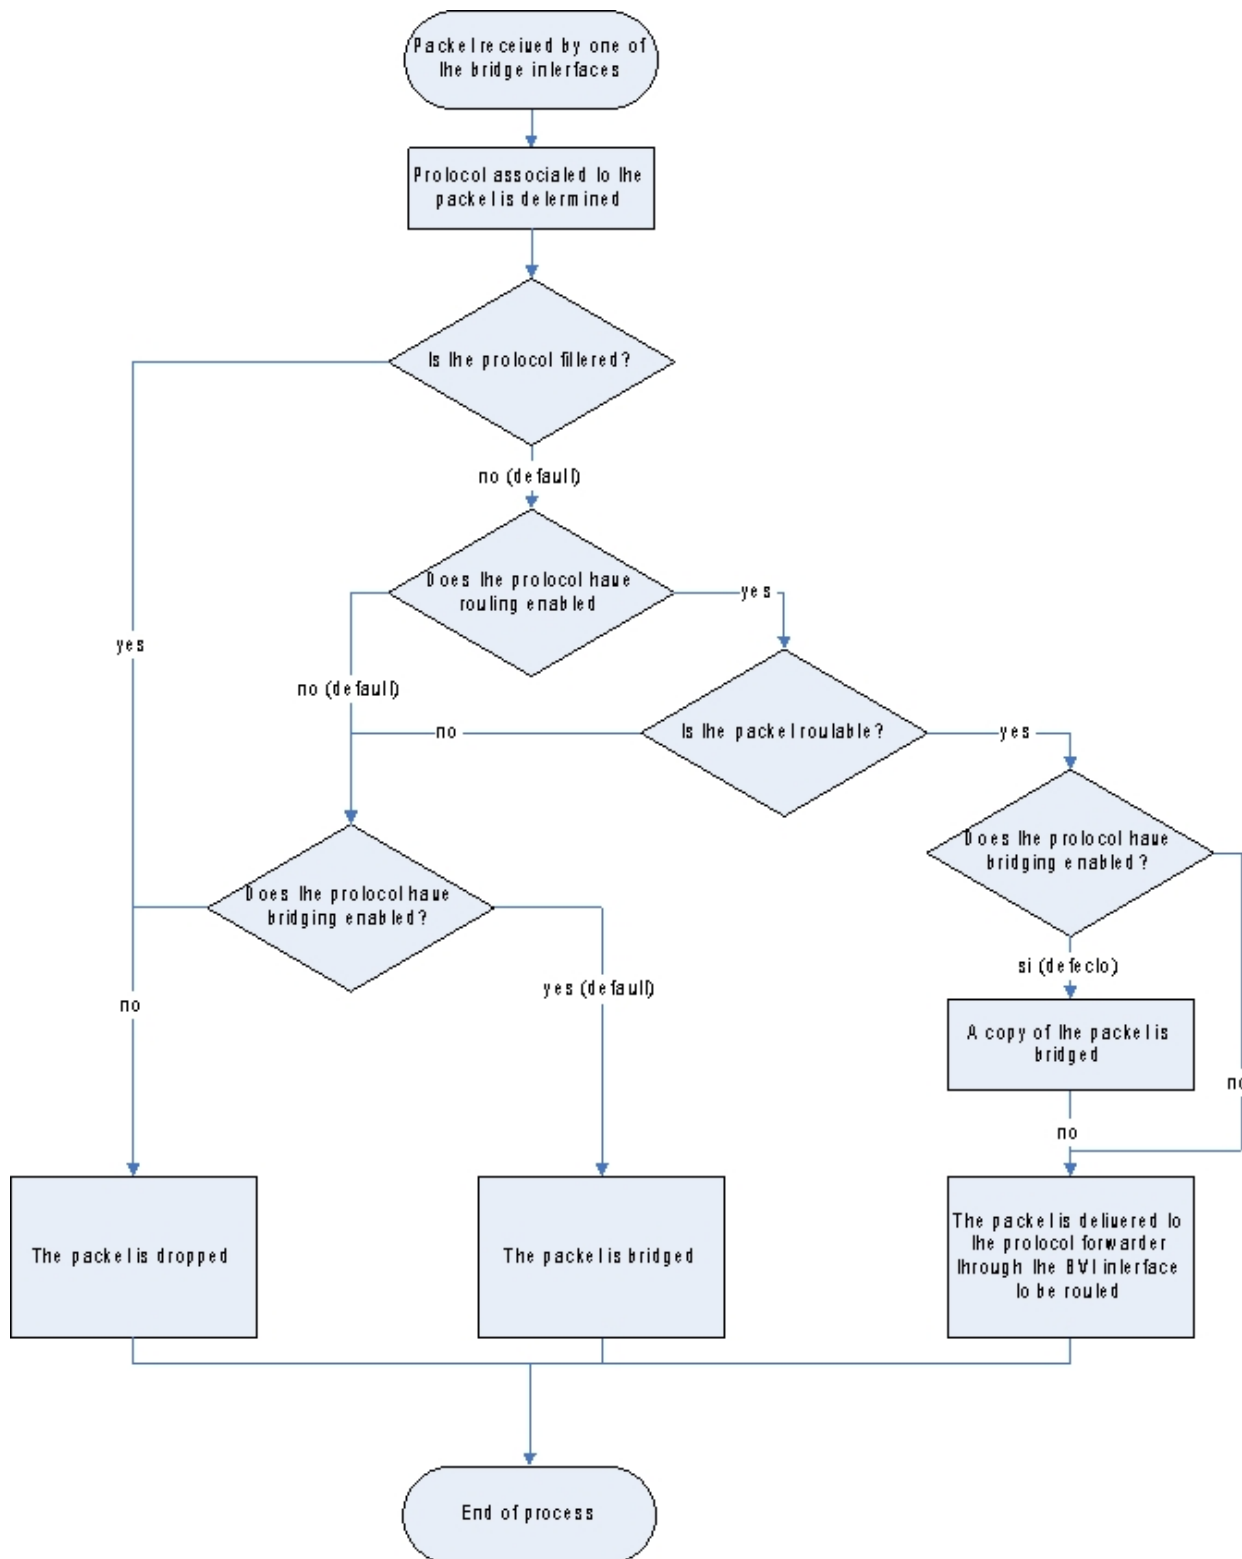 Packet received by one of
the bridge interfaces
Protocol associated to the
packet is determined
Is the protocol filtered?
no (default)
Does the protocol have
routing enabled
yes
yes
no (default)
no
Is the packet routable?
yes
Does the protocol have
bridging enabled?
Does the protocol have
bridging enabled?
si (defecto)
yes (default)
no
A copy of the packet is
bridged
no
no
The packet is dropped
The packet is bridged
The packet is delivered to
the protocol forwarder
through the BVI interface
to be routed
End of process